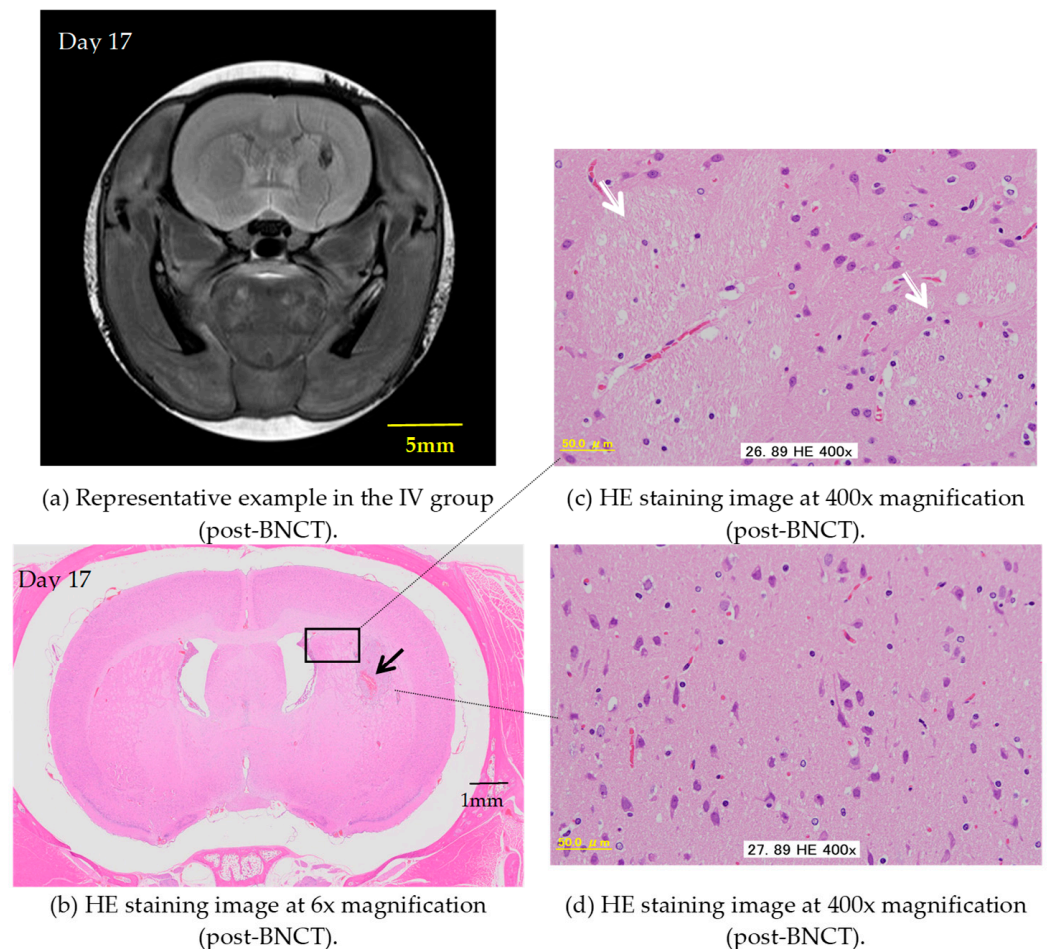 Day 17
5mm
(a) Representative example in the IV group
(post-BNCT).
50.0 μm
26. 89 HE 400x
(c) HE staining image at 400x magnification
(post-BNCT).
Day 17
1mm
(b) HE staining image at 6x magnification
(post-BNCT).
50.0 μm
27. 89 HE 400x
(d) HE staining image at 400x magnification
(post-BNCT).